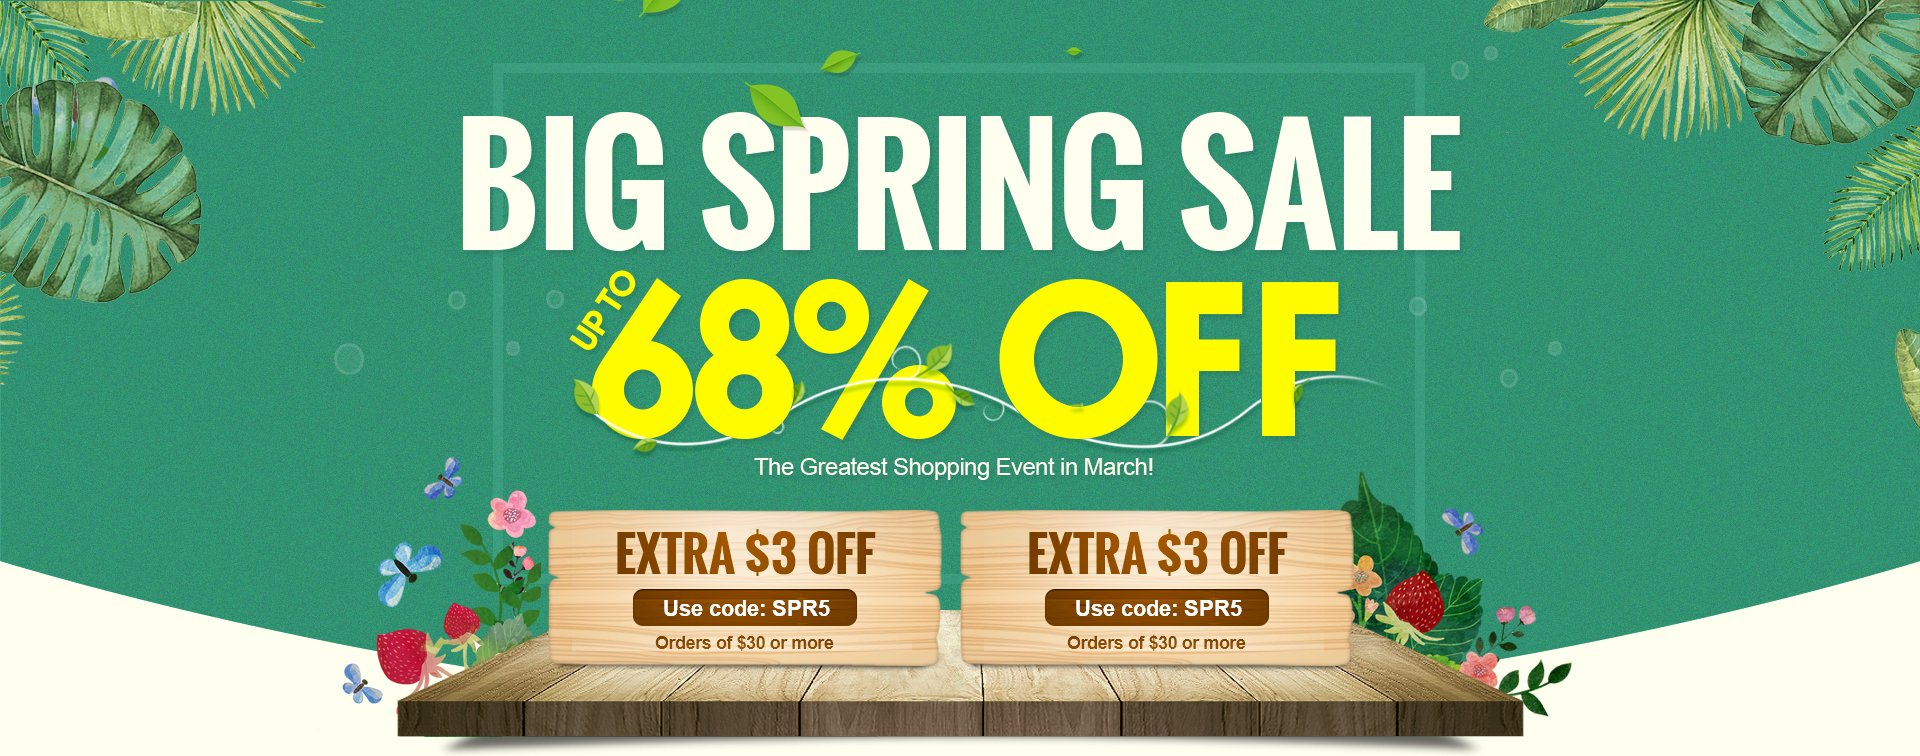 BIG SPRING SALE
UP TO
68% OFF
The Greatest Shopping Event in March!
EXTRA $3 OFF
Use code: SPR5
Orders of $30 or more
EXTRA $3 OFF
Use code: SPR5
Orders of $30 or more